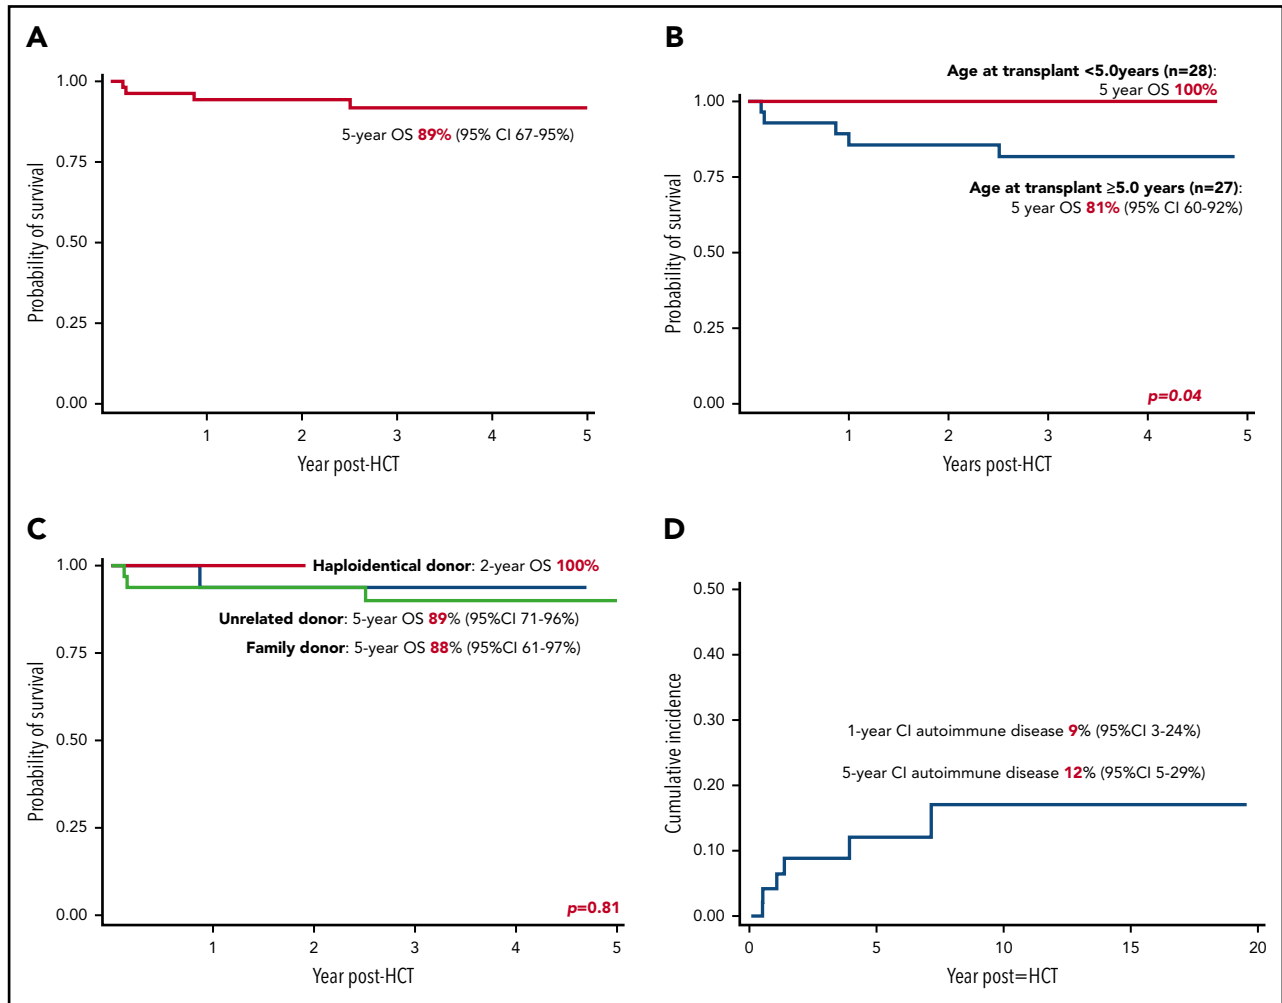 A
1.00
0.75
0.50
0.25
0.00
Probability of survival
5-year OS 89% (95% CI 67-95%)
1 2 3 4 5
Year post-HCT
B
Age at transplant <5.0years (n=28):
5 year OS 100%
1.00
0.75
0.50
0.25
0.00
Probability of survival
Age at transplant ≥5.0 years (n=27):
5 year OS 81% (95% CI 60-92%)
p=0.04
1 2 3 4 5
Years post-HCT
C
1.00
0.75
0.50
0.25
0.00
Probability of survival
Haploidentical donor: 2-year OS 100%
Unrelated donor: 5-year OS 89% (95%CI 71-96%)
Family donor: 5-year OS 88% (95%CI 61-97%)
p=0.81
1 2 3 4 5
Year post-HCT
D
0.50
0.40
0.30
0.20
0.10
0.00
Cumulative incidence
1-year CI autoimmune disease 9% (95%CI 3-24%)
5-year CI autoimmune disease 12% (95%CI 5-29%)
0 5 10 15 20
Year post=HCT